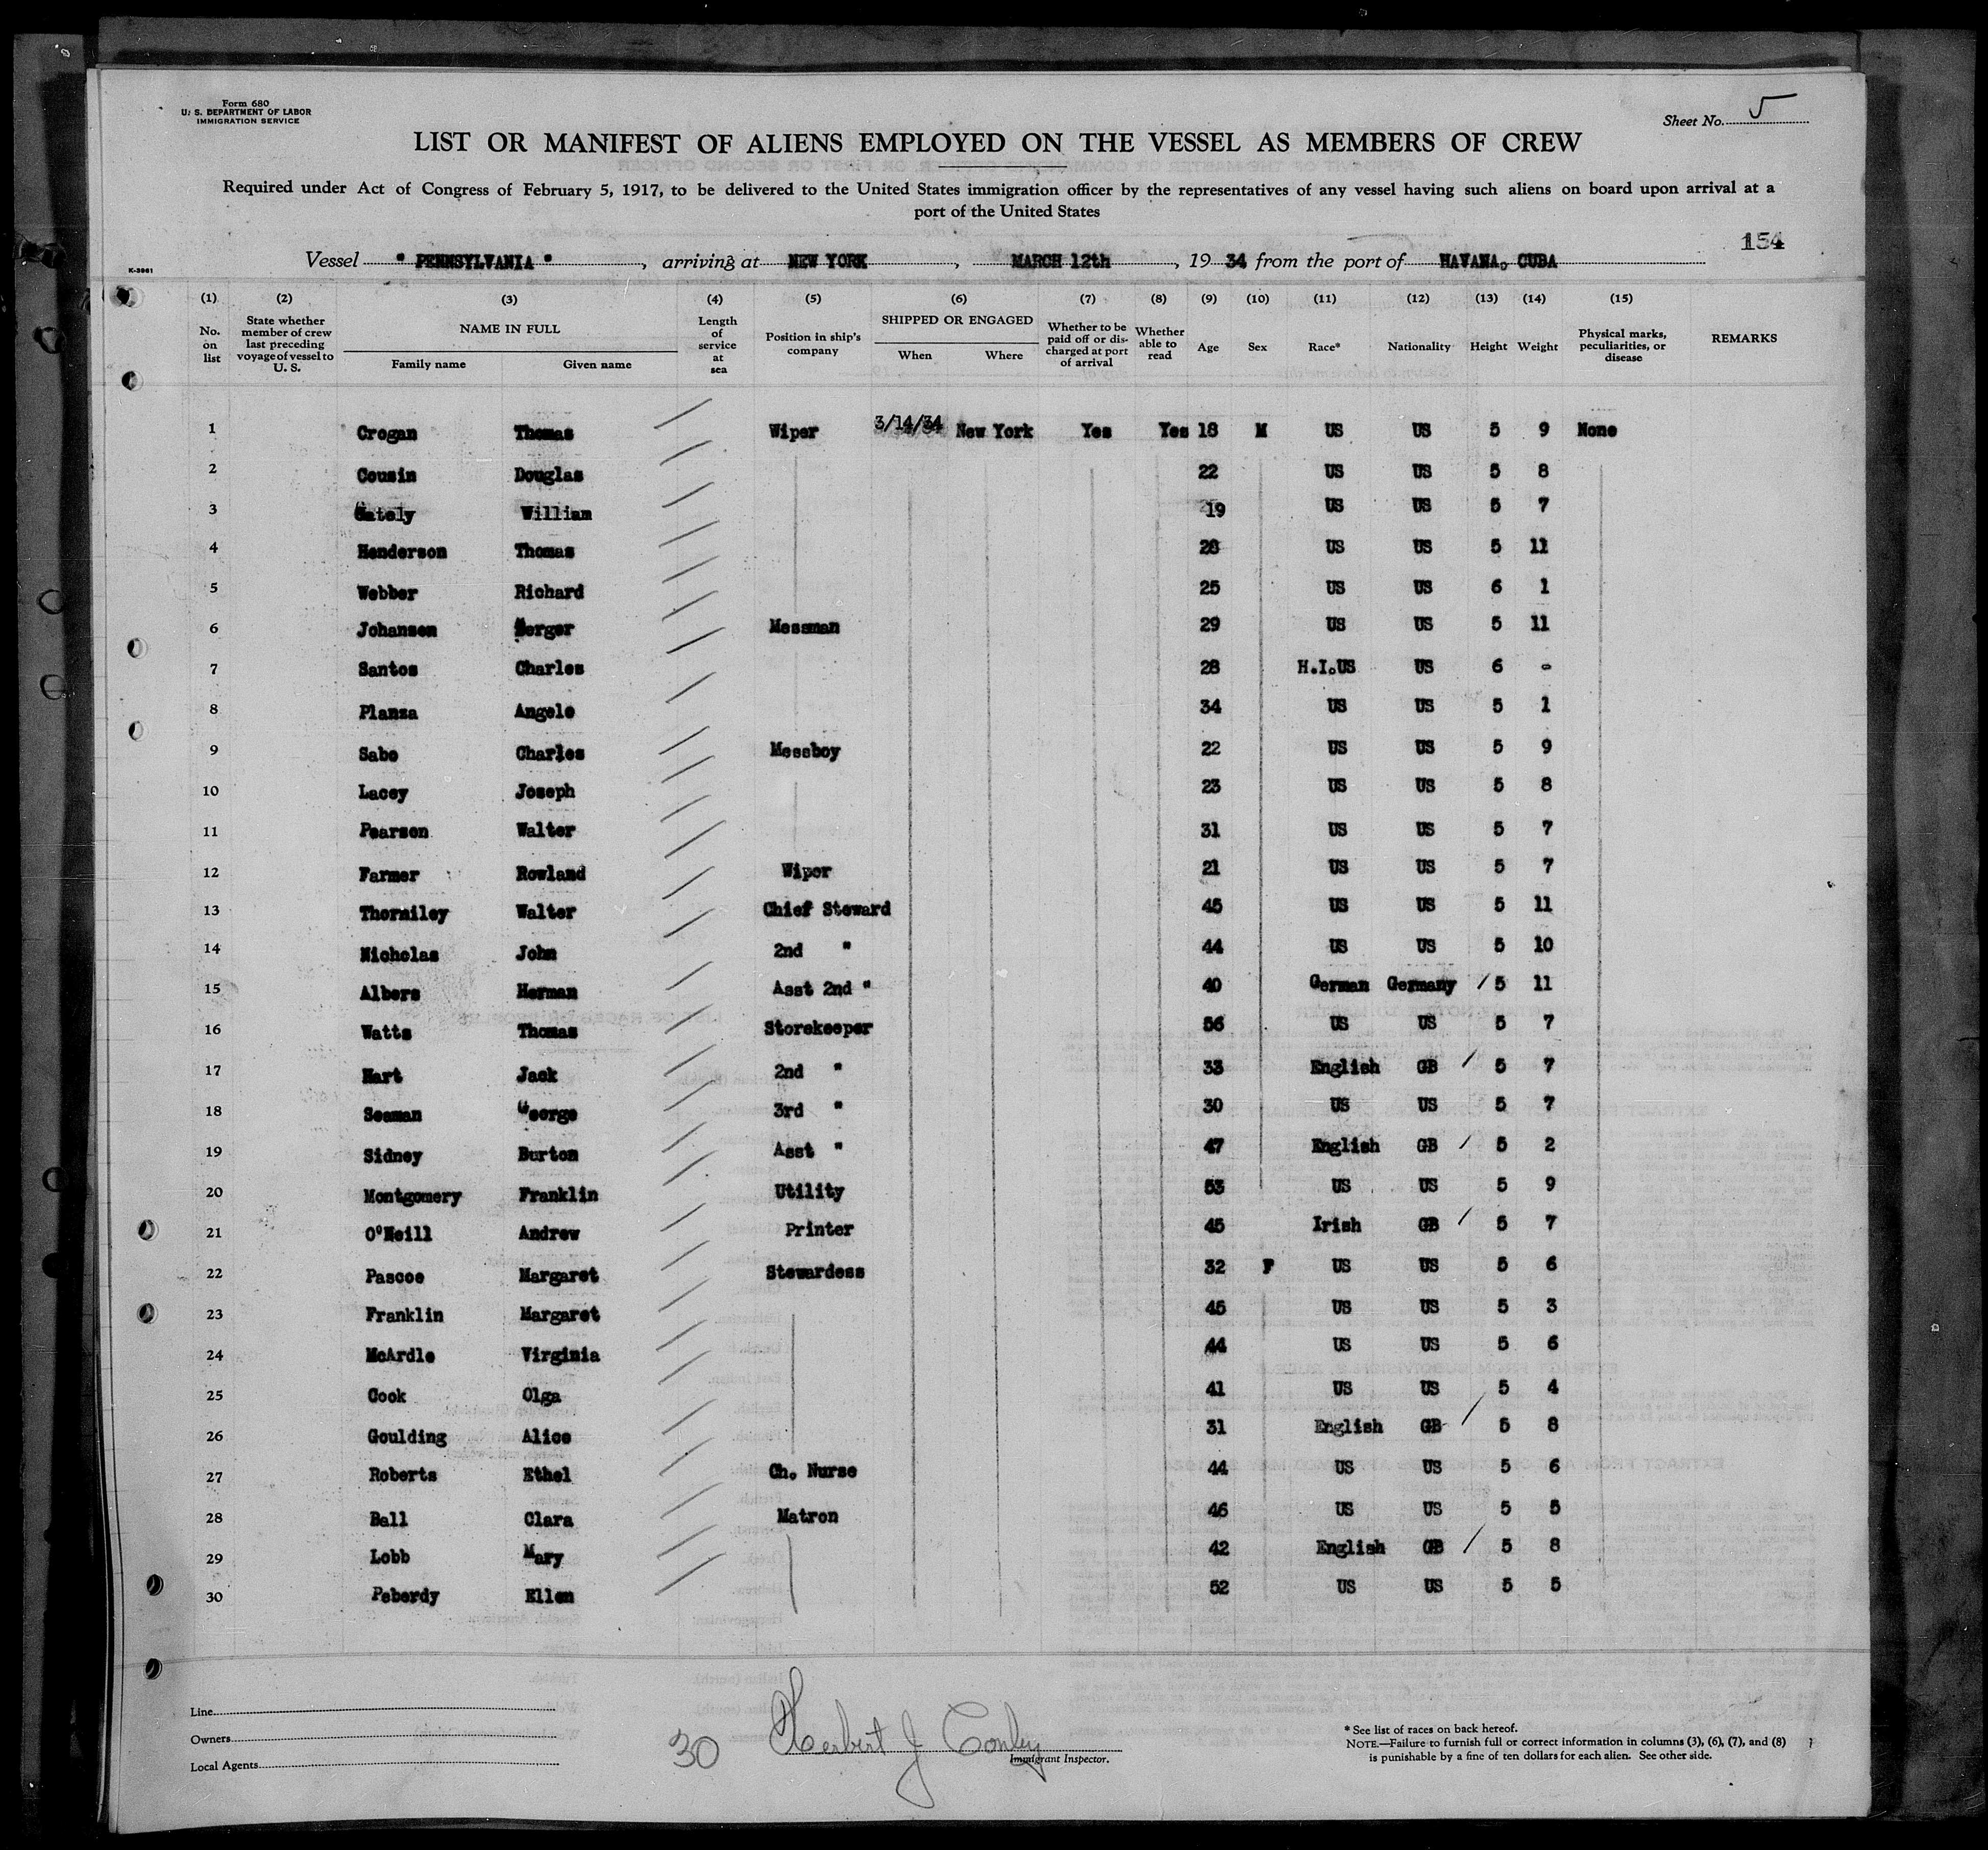 Form 680
U. S. DEPARTMENT OF LABOR
IMMIGRATION SERVICE
Sheet No. 5
LIST OR MANIFEST OF ALIENS EMPLOYED ON THE VESSEL AS MEMBERS OF CREW
Required under Act of Congress of February 5, 1917, to be delivered to the United States immigration officer by the representatives of any vessel having such aliens on board upon arrival at a
port of the United States
154
K-3961
Vessel " PENNSYLVANIA ", arriving at NEW YORK, MARCH 12th, 19 34 from the port of HAVANA, CUBA
(1) (2) (3) (4) (5) (6) (7) (8) (9) (10) (11) (12) (13) (14) (15)
No. on list
State whether member of crew last preceding voyage of vessel to U. S.
NAME IN FULL
Family name Given name
Length of service at sea
Position in ship's company
SHIPPED OR ENGAGED
When Where
Whether to be paid off or discharged at port of arrival
Whether able to read
Age Sex Race* Nationality Height Weight
Physical marks, peculiarities, or disease
REMARKS
1 Crogan Thomas Wiper 3/14/34 New York Yes Yes 18 M US US 5 9 None
2 Cousin Douglas 22 US US 5 8
3 Gately William 19 US US 5 7
4 Henderson Thomas 28 US US 5 11
5 Webber Richard 25 US US 6 1
6 Johansen Berger Messman 29 US US 5 11
7 Santos Charles 28 H.I.US US 6 -
8 Planza Angelo 34 US US 5 1
9 Sabo Charles Messboy 22 US US 5 9
10 Lacey Joseph 23 US US 5 8
11 Pearson Walter 31 US US 5 7
12 Farmer Rowland Wiper 21 US US 5 7
13 Thorniley Walter Chief Steward 45 US US 5 11
14 Nicholas John 2nd " 44 US US 5 10
15 Albers Herman Asst 2nd " 40 German Germany / 5 11
16 Watts Thomas Storekeeper 56 US US 5 7
17 Hart Jack 2nd " 33 English GB / 5 7
18 Seaman George 3rd " 30 US US 5 7
19 Sidney Burton Asst " 47 English GB / 5 2
20 Montgomery Franklin Utility 53 US US 5 9
21 O'Neill Andrew Printer 45 Irish GB / 5 7
22 Pascoe Margaret Stewardess 32 F US US 5 6
23 Franklin Margaret 45 US US 5 3
24 McArdle Virginia 44 US US 5 6
25 Cook Olga 41 US US 5 4
26 Goulding Alice 31 English GB / 5 8
27 Roberts Ethel Ch. Nurse 44 US US 5 6
28 Ball Clara Matron 46 US US 5 5
29 Lobb Mary 42 English GB / 5 8
30 Peberdy Ellen 52 US US 5 5
Line
Owners
Local Agents
30
Herbert J Conley
Immigrant Inspector.
* See list of races on back hereof.
NOTE.—Failure to furnish full or correct information in columns (3), (6), (7), and (8)
is punishable by a fine of ten dollars for each alien. See other side.